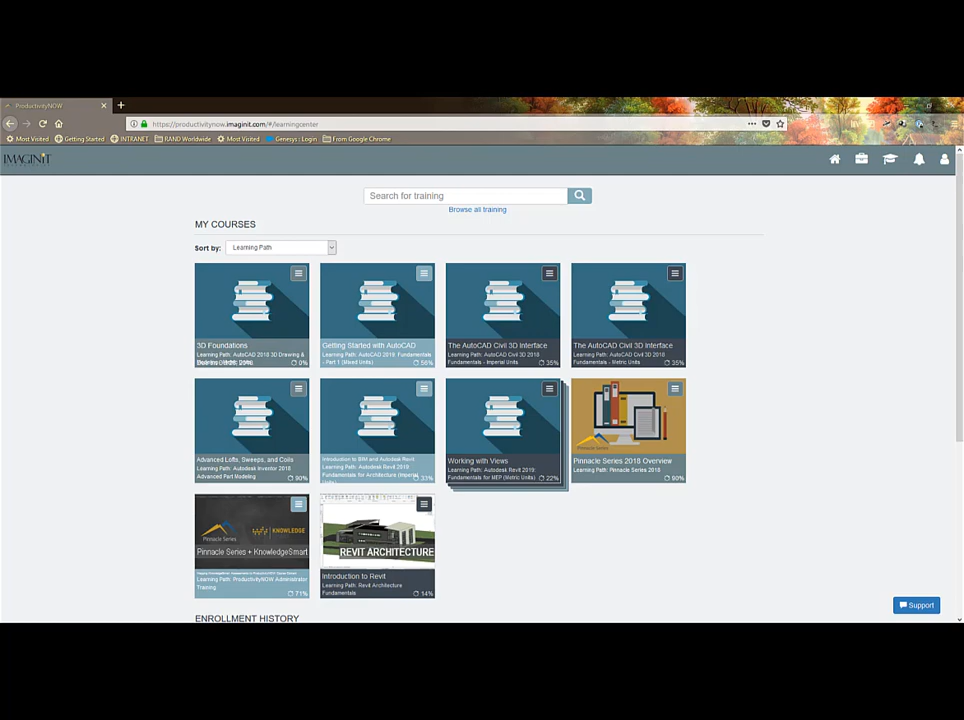 ProductivityNOW
https://productivitynow.imaginit.com/#/learningcenter
Most Visited Getting Started INTRANET RAND Worldwide Most Visited Genesys : Login From Google Chrome
IMAGINiT
Search for training
Browse all training
MY COURSES
Sort by: Learning Path
3D Foundations
Learning Path: AutoCAD 2018 3D Drawing &
0%
Getting Started with AutoCAD
Learning Path: AutoCAD 2019: Fundamentals
- Part 1 (Mixed Units)
56%
The AutoCAD Civil 3D Interface
Learning Path: AutoCAD Civil 3D 2018
Fundamentals - Imperial Units
35%
The AutoCAD Civil 3D Interface
Learning Path: AutoCAD Civil 3D 2018
Fundamentals - Metric Units
35%
Advanced Lofts, Sweeps, and Coils
Learning Path: Autodesk Inventor 2018
Advanced Part Modeling
90%
Introduction to BIM and Autodesk Revit
Learning Path: Autodesk Revit 2019
Fundamentals for Architecture (Imperial
33%
Working with Views
Learning Path: Autodesk Revit 2019:
Fundamentals for MEP (Metric Units)
22%
Pinnacle Series 2018 Overview
Learning Path: Pinnacle Series 2018
80%
Pinnacle Series KNOWLEDGE
Pinnacle Series + KnowledgeSmart
Learning Path: ProductivityNOW Administrator
Training
71%
REVIT ARCHITECTURE
Introduction to Revit
Learning Path: Revit Architecture
Fundamentals
14%
Support
ENROLLMENT HISTORY